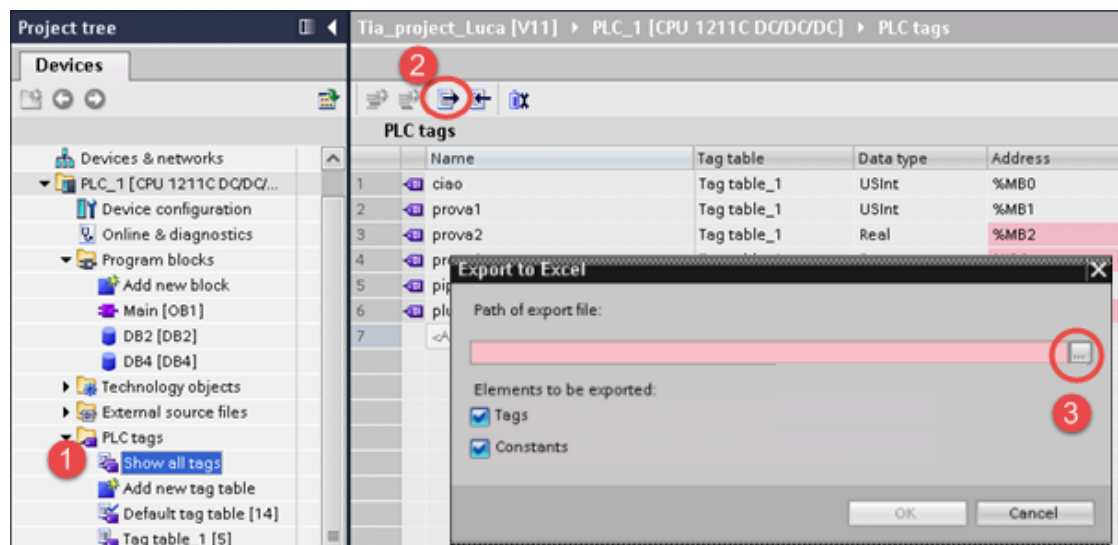 Project tree
Devices
Devices & networks
PLC_1 [CPU 1211C DC/DC/...
Device configuration
Online & diagnostics
Program blocks
Add new block
Main [OB1]
DB2 [DB2]
DB4 [DB4]
Technology objects
External source files
PLC tags
1
Show all tags
Add new tag table
Default tag table [14]
Tag table_1 [5]
Tia_project_Luca [V11] PLC_1 [CPU 1211C DC/DC/DC] PLC tags
2
PLC tags
Name Tag table Data type Address
1 ciao Tag table_1 USInt %MB0
2 prova1 Tag table_1 USInt %MB1
3 prova2 Tag table_1 Real %MB2
4
5
6
7
Export to Excel
Path of export file:
...
Elements to be exported:
3
Tags
Constants
OK Cancel